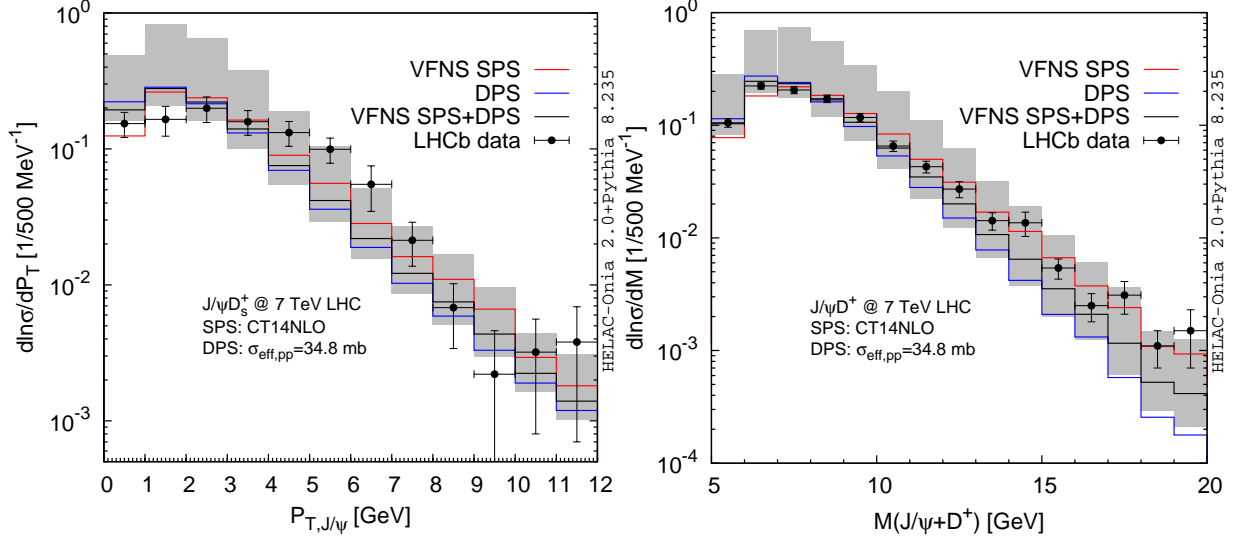 10^0
10^-1
10^-2
10^-3
dlnσ/dP_T [1/500 MeV^-1]
VFNS SPS
DPS
VFNS SPS+DPS
LHCb data
J/ψD_s^+ @ 7 TeV LHC
SPS: CT14NLO
DPS: σ_eff,pp=34.8 mb
HELAC-Onia 2.0+Pythia 8.235
0 1 2 3 4 5 6 7 8 9 10 11 12
P_T,J/ψ [GeV]
10^0
10^-1
10^-2
10^-3
10^-4
dlnσ/dM [1/500 MeV^-1]
VFNS SPS
DPS
VFNS SPS+DPS
LHCb data
J/ψD^+ @ 7 TeV LHC
SPS: CT14NLO
DPS: σ_eff,pp=34.8 mb
HELAC-Onia 2.0+Pythia 8.235
5 10 15 20
M(J/ψ+D^+) [GeV]